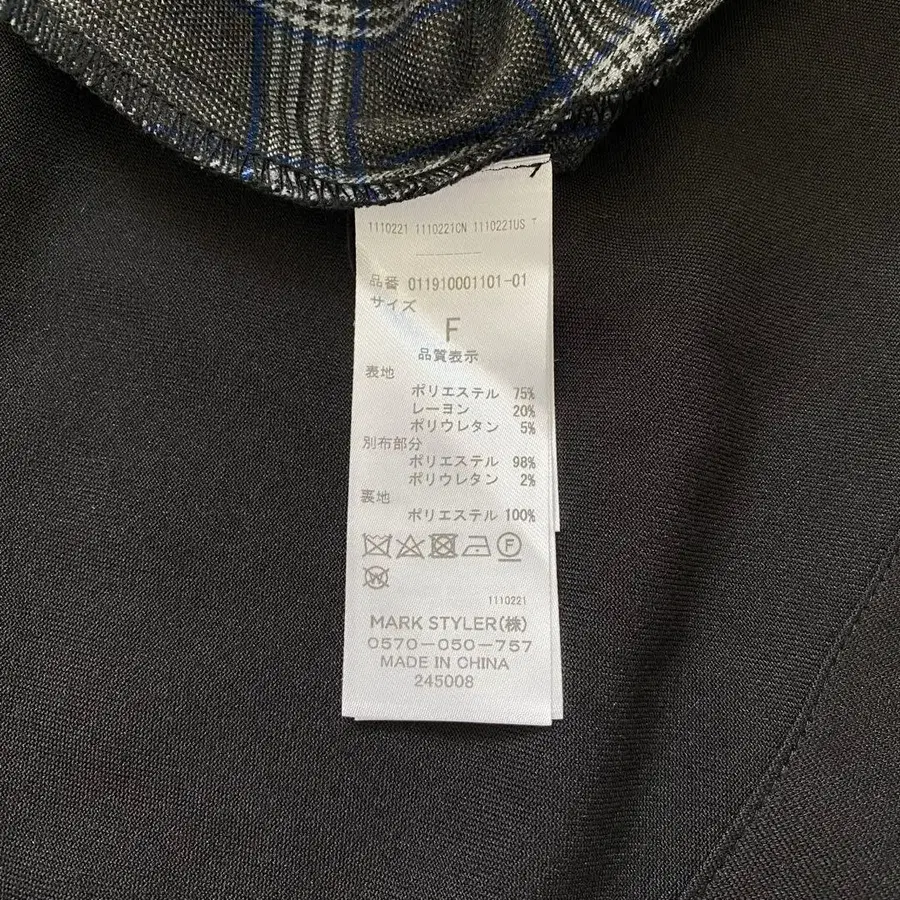 1110221 1110221CN 1110221US T
品番 011910001101-01
サイズ
F
品質表示
表地
ポリエステル 75%
レーヨン 20%
ポリウレタン 5%
別布部分
ポリエステル 98%
ポリウレタン 2%
裏地
ポリエステル 100%
F
W
1110221
MARK STYLER(株)
0570-050-757
MADE IN CHINA
245008